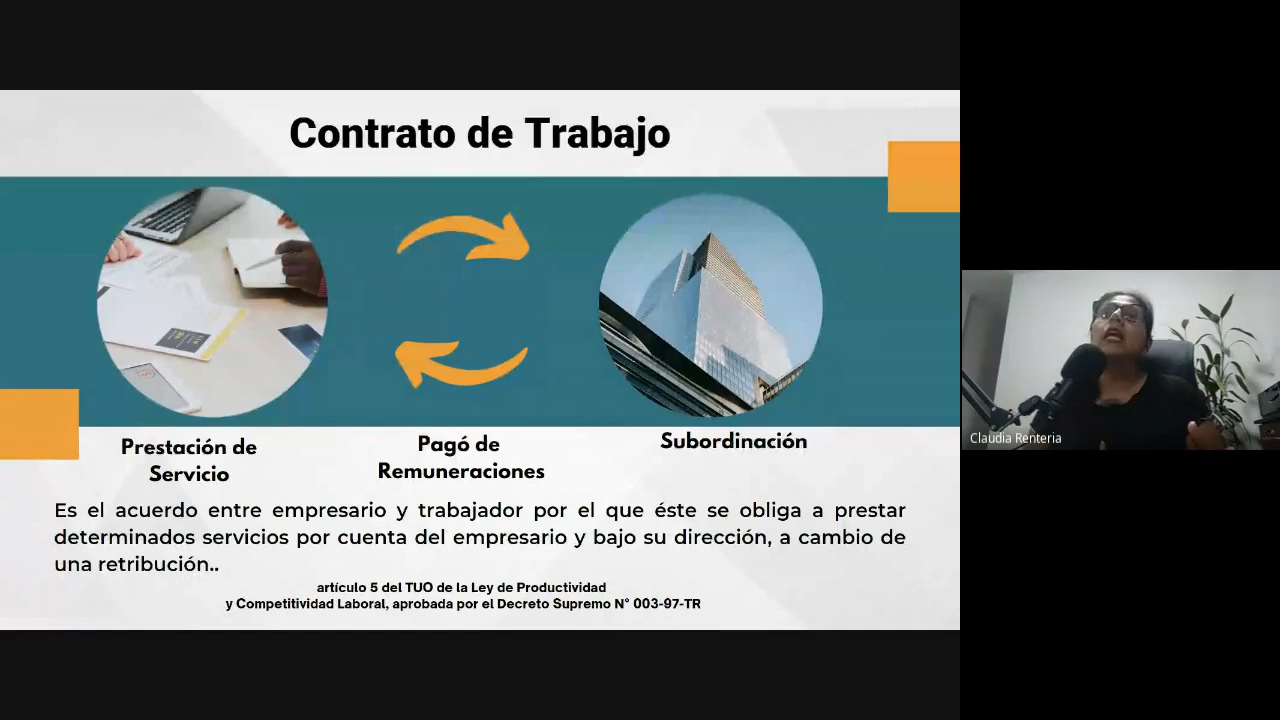 Contrato de Trabajo
Prestación de
Servicio
Pagó de
Remuneraciones
Subordinación
Es el acuerdo entre empresario y trabajador por el que éste se obliga a prestar
determinados servicios por cuenta del empresario y bajo su dirección, a cambio de
una retribución..
artículo 5 del TUO de la Ley de Productividad
y Competitividad Laboral, aprobada por el Decreto Supremo N° 003-97-TR
Claudia Renteria